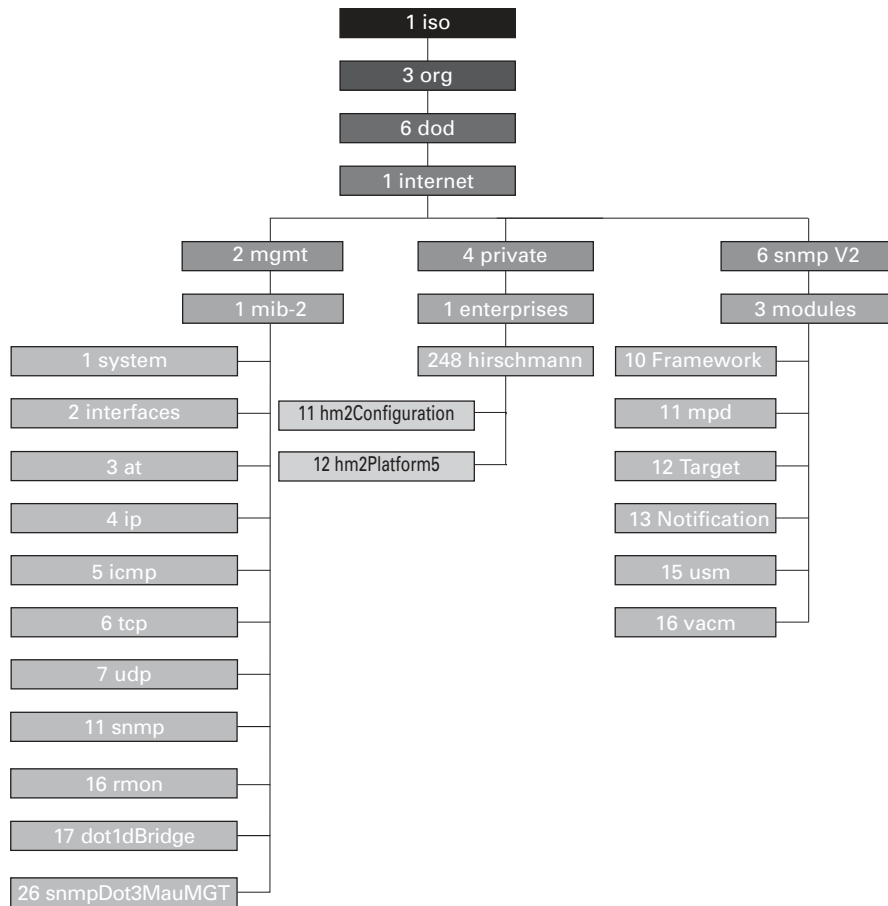 1 iso
3 org
6 dod
1 internet
2 mgmt
4 private
6 snmp V2
1 mib-2
1 enterprises
3 modules
1 system
248 hirschmann
10 Framework
2 interfaces
11 hm2Configuration
11 mpd
3 at
12 hm2Platform5
12 Target
4 ip
13 Notification
5 icmp
15 usm
6 tcp
16 vacm
7 udp
11 snmp
16 rmon
17 dot1dBridge
26 snmpDot3MauMGT